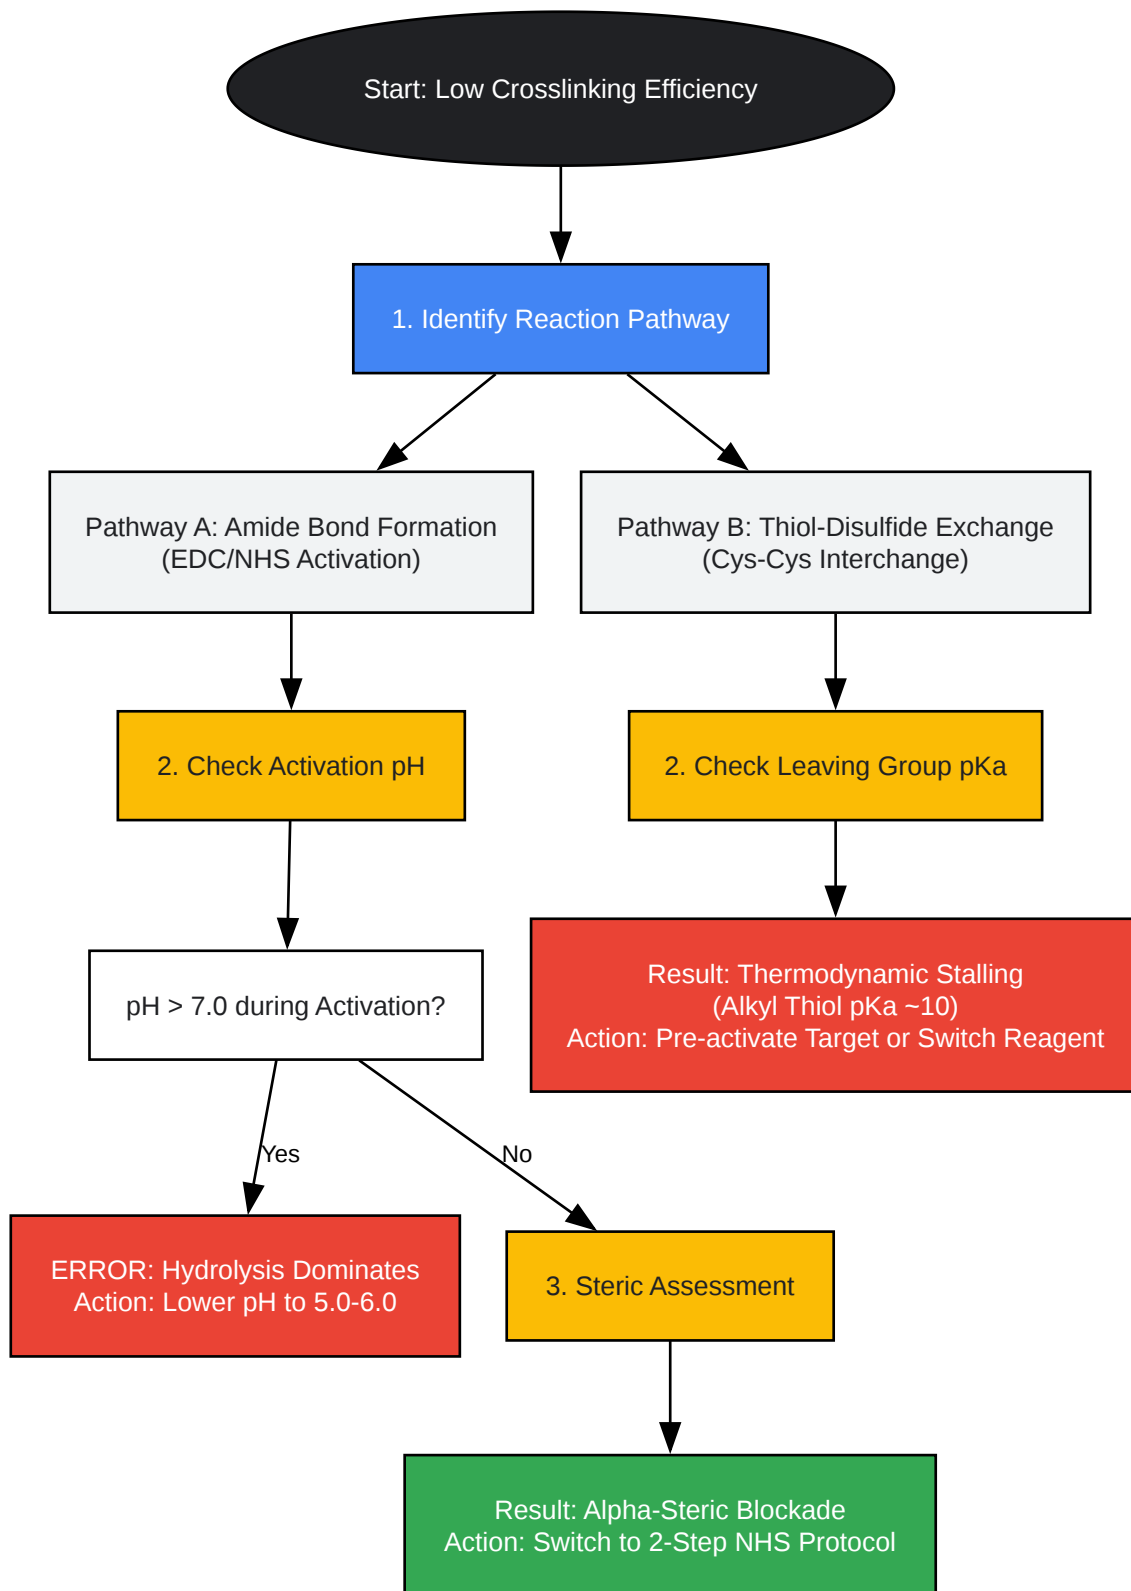 Start: Low Crosslinking Efficiency
1. Identify Reaction Pathway
Pathway A: Amide Bond Formation
(EDC/NHS Activation)
Pathway B: Thiol-Disulfide Exchange
(Cys-Cys Interchange)
2. Check Activation pH
2. Check Leaving Group pKa
pH > 7.0 during Activation?
Result: Thermodynamic Stalling
(Alkyl Thiol pKa ~10)
Action: Pre-activate Target or Switch Reagent
Yes
No
ERROR: Hydrolysis Dominates
Action: Lower pH to 5.0-6.0
3. Steric Assessment
Result: Alpha-Steric Blockade
Action: Switch to 2-Step NHS Protocol